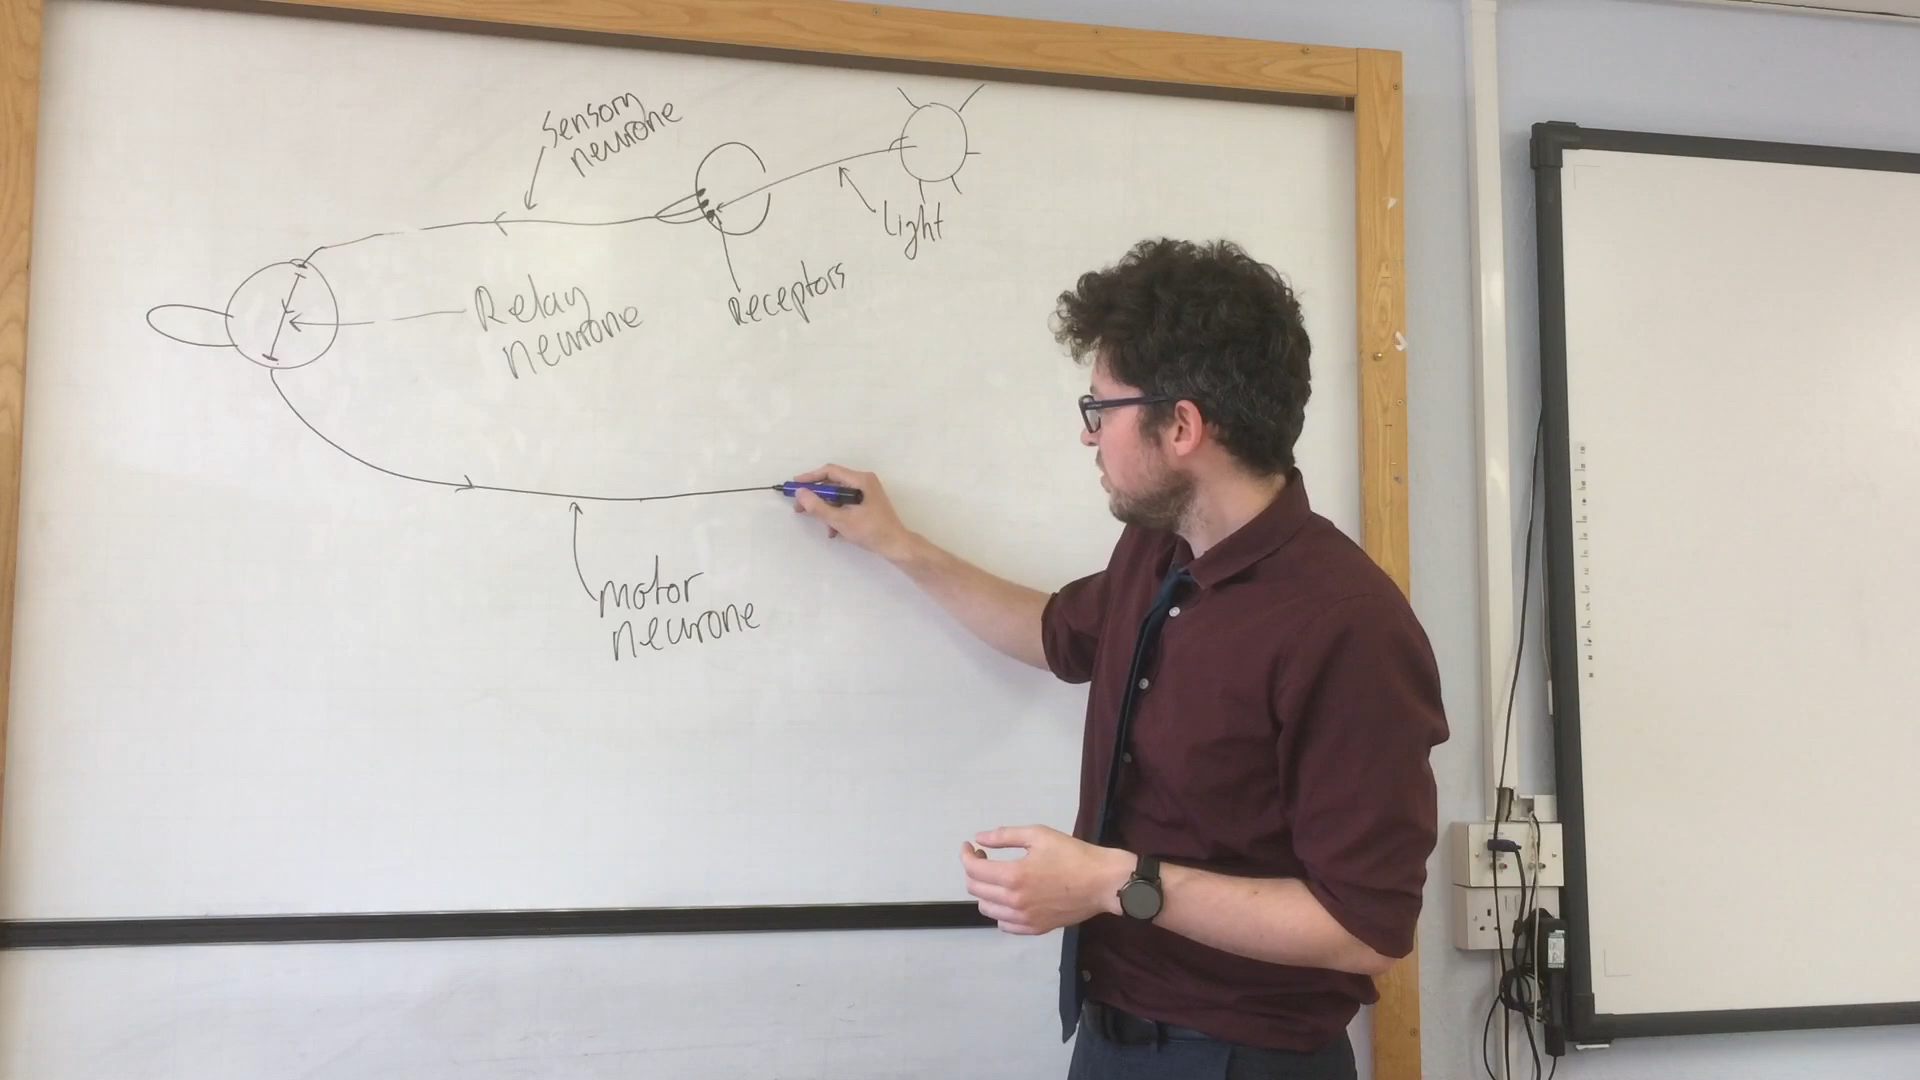 Sensory
neurone
Light
Receptors
Relay
neurone
motor
neurone